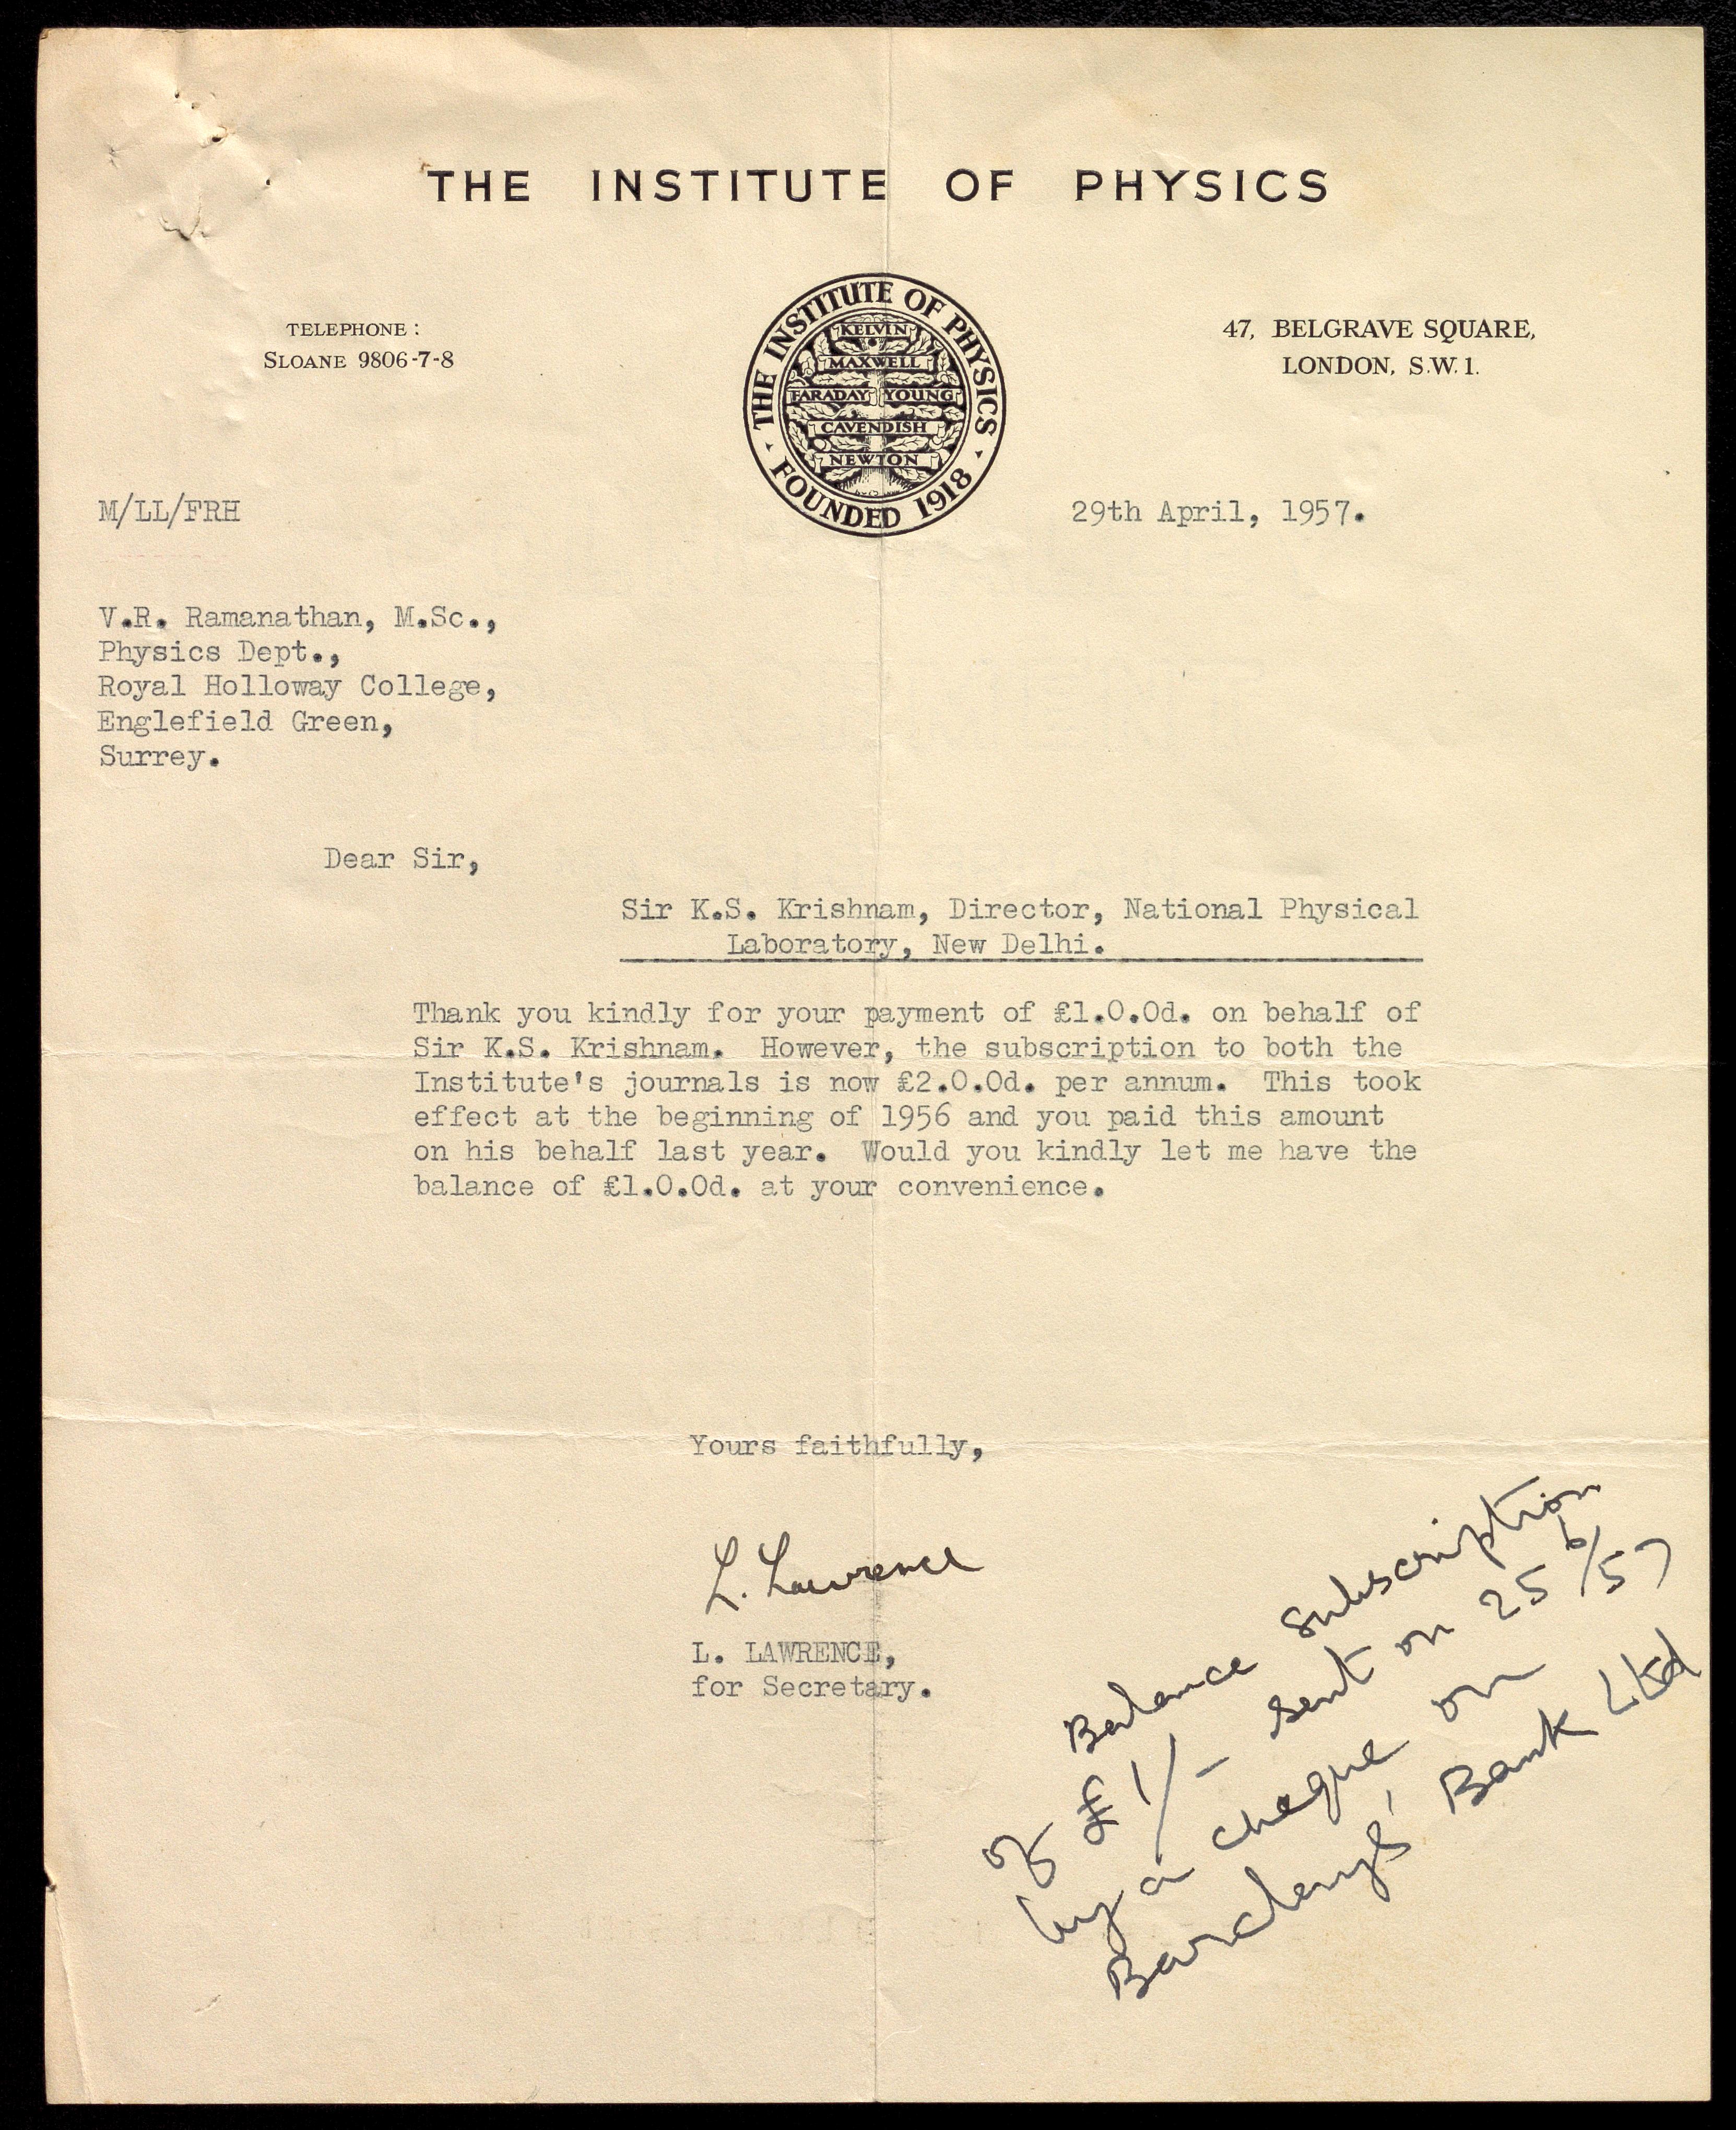 THE INSTITUTE OF PHYSICS
TELEPHONE :
SLOANE 9806-7-8
THE INSTITUTE OF PHYSICS
FOUNDED 1918
KELVIN
MAXWELL
FARADAY YOUNG
CAVENDISH
NEWTON
47, BELGRAVE SQUARE,
LONDON, S.W.1.
M/LL/FRH
29th April, 1957.
V.R. Ramanathan, M.Sc.,
Physics Dept.,
Royal Holloway College,
Englefield Green,
Surrey.
Dear Sir,
Sir K.S. Krishnam, Director, National Physical
Laboratory, New Delhi.
Thank you kindly for your payment of £1.0.0d. on behalf of
Sir K.S. Krishnam. However, the subscription to both the
Institute's journals is now £2.0.0d. per annum. This took
effect at the beginning of 1956 and you paid this amount
on his behalf last year. Would you kindly let me have the
balance of £1.0.0d. at your convenience.
Yours faithfully,
L. Lawrence
L. LAWRENCE,
for Secretary.
Balance subscription
of £1/- sent on 25/6/57
by a cheque on
Barclays' Bank Ltd